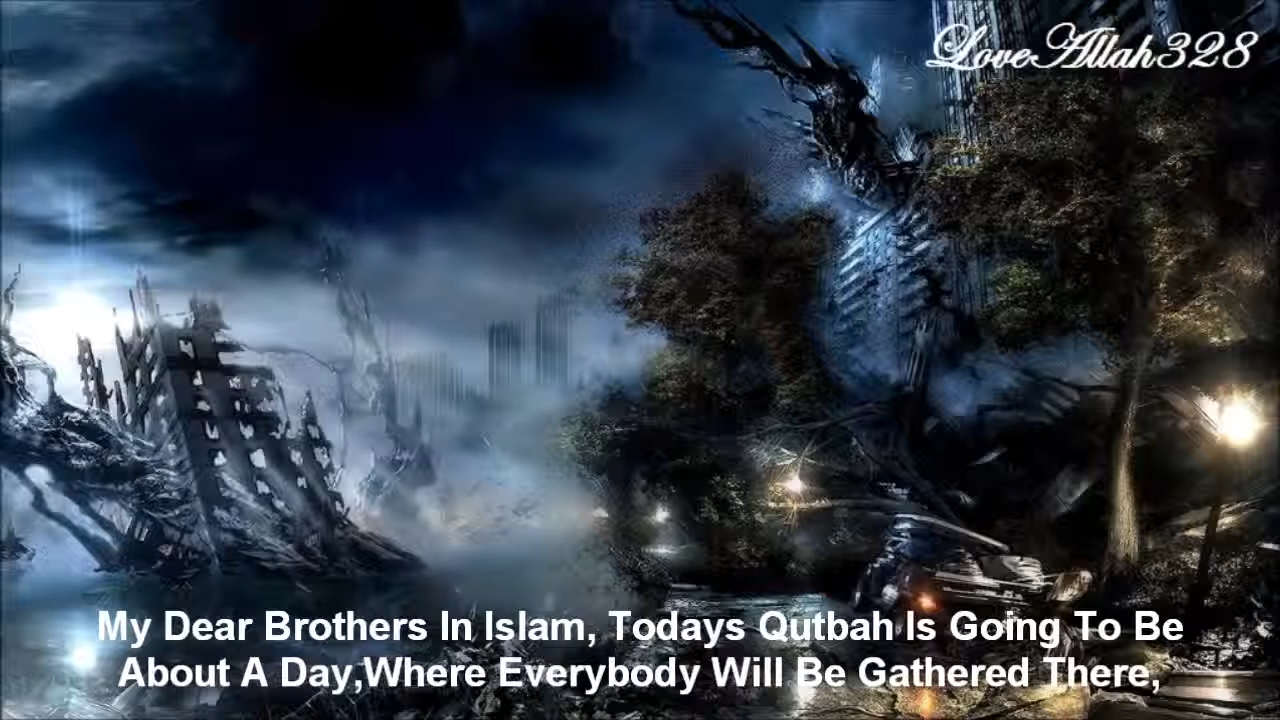 LoveAllah328
My Dear Brothers In Islam, Todays Qutbah Is Going To Be
About A Day,Where Everybody Will Be Gathered There,